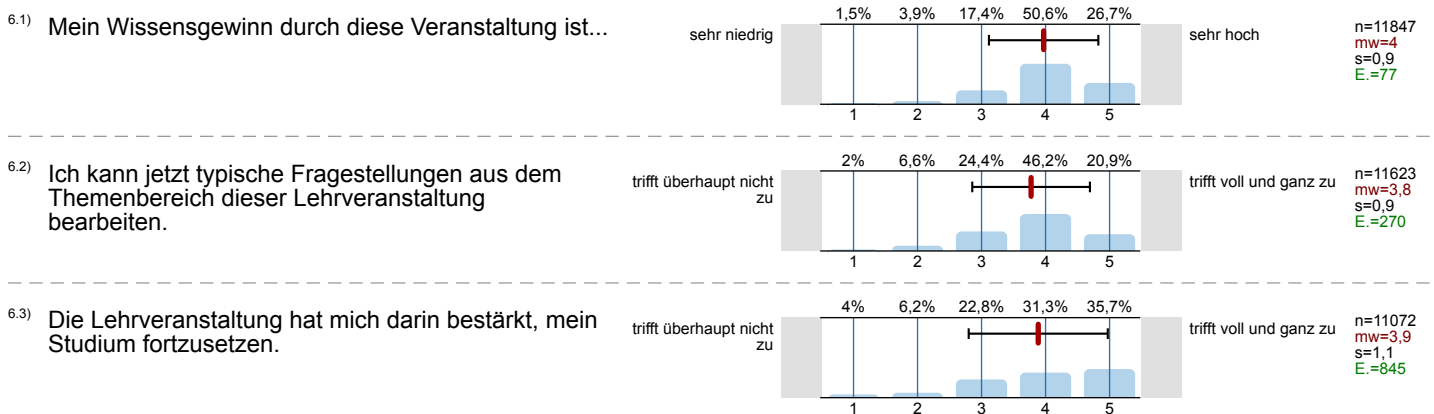 6.1) Mein Wissensgewinn durch diese Veranstaltung ist...
sehr niedrig
1,5% 3,9% 17,4% 50,6% 26,7%
1 2 3 4 5
sehr hoch
n=11847
mw=4
s=0,9
E.=77
6.2) Ich kann jetzt typische Fragestellungen aus dem
Themenbereich dieser Lehrveranstaltung
bearbeiten.
trifft überhaupt nicht
zu
2% 6,6% 24,4% 46,2% 20,9%
1 2 3 4 5
trifft voll und ganz zu
n=11623
mw=3,8
s=0,9
E.=270
6.3) Die Lehrveranstaltung hat mich darin bestärkt, mein
Studium fortzusetzen.
trifft überhaupt nicht
zu
4% 6,2% 22,8% 31,3% 35,7%
1 2 3 4 5
trifft voll und ganz zu
n=11072
mw=3,9
s=1,1
E.=845